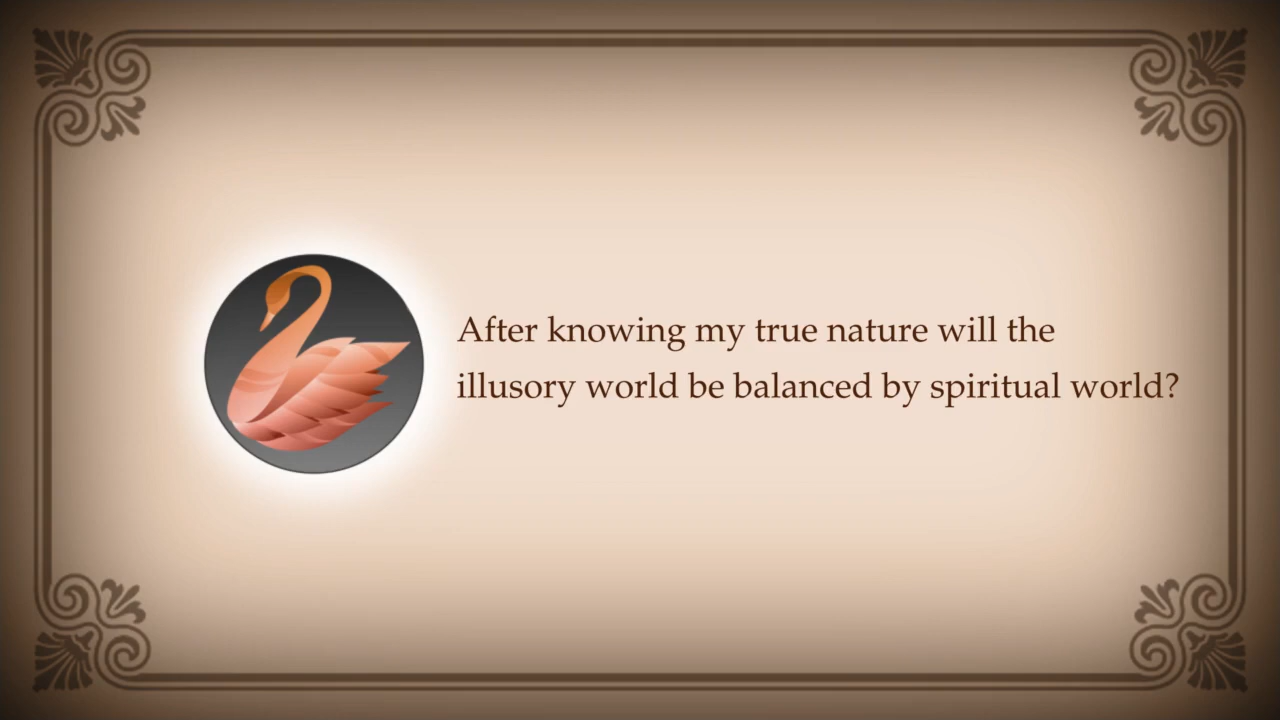 After knowing my true nature will the
illusory world be balanced by spiritual world?